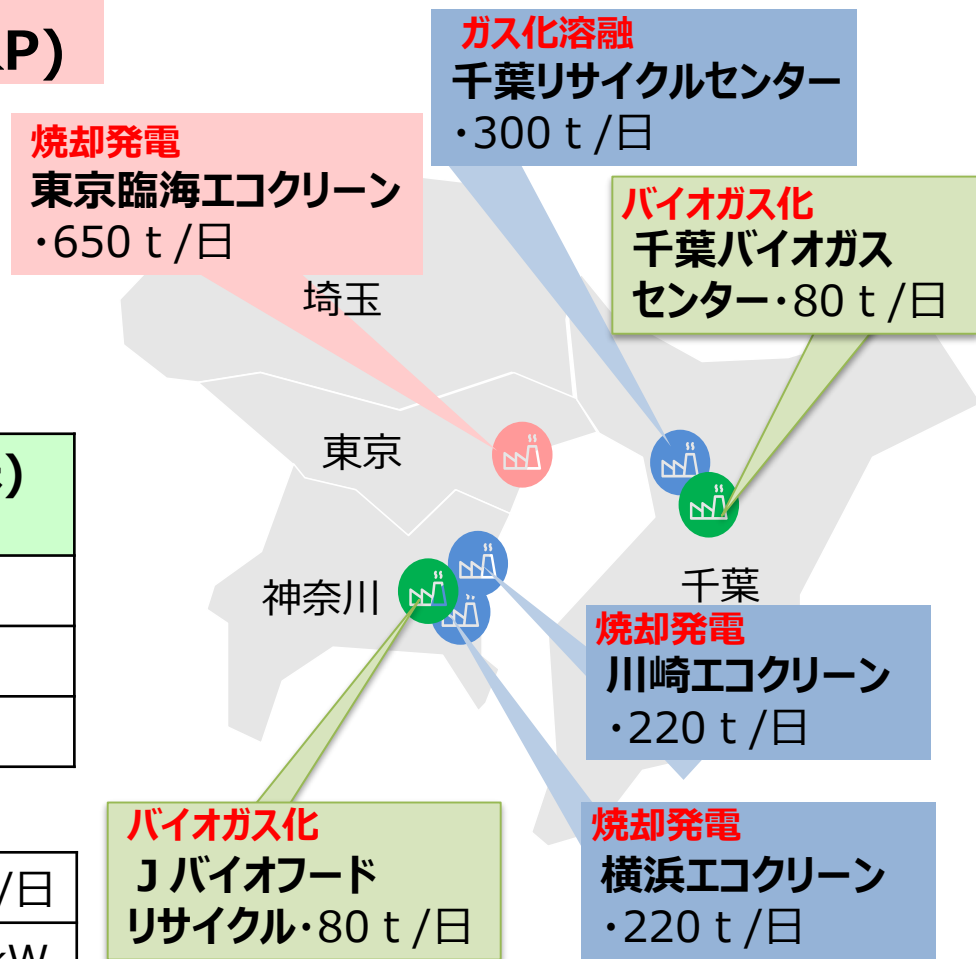 P)
ガス化溶融
千葉リサイクルセンター
・300 t /日
焼却発電
東京臨海エコクリーン
・650 t /日
バイオガス化
千葉バイオガス
センター・80 t /日
埼玉
東京
)
神奈川
千葉
焼却発電
川崎エコクリーン
・220 t /日
バイオガス化
J バイオフード
リサイクル・80 t /日
焼却発電
横浜エコクリーン
・220 t /日
/日
W